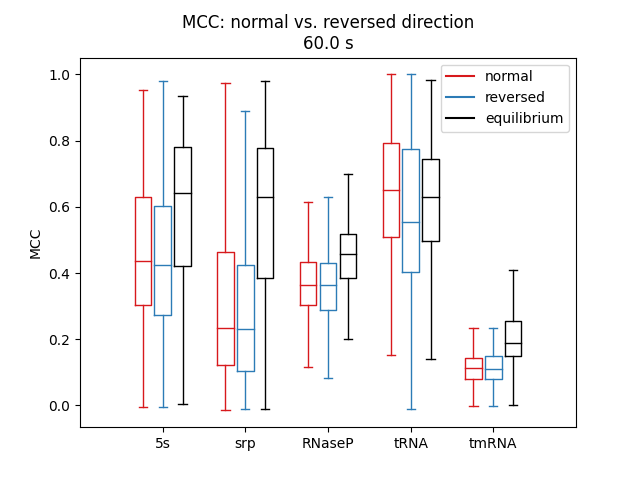 MCC: normal vs. reversed direction
60.0 s
normal
reversed
equilibrium
MCC
1.0
0.8
0.6
0.4
0.2
0.0
5s
srp
RNaseP
tRNA
tmRNA